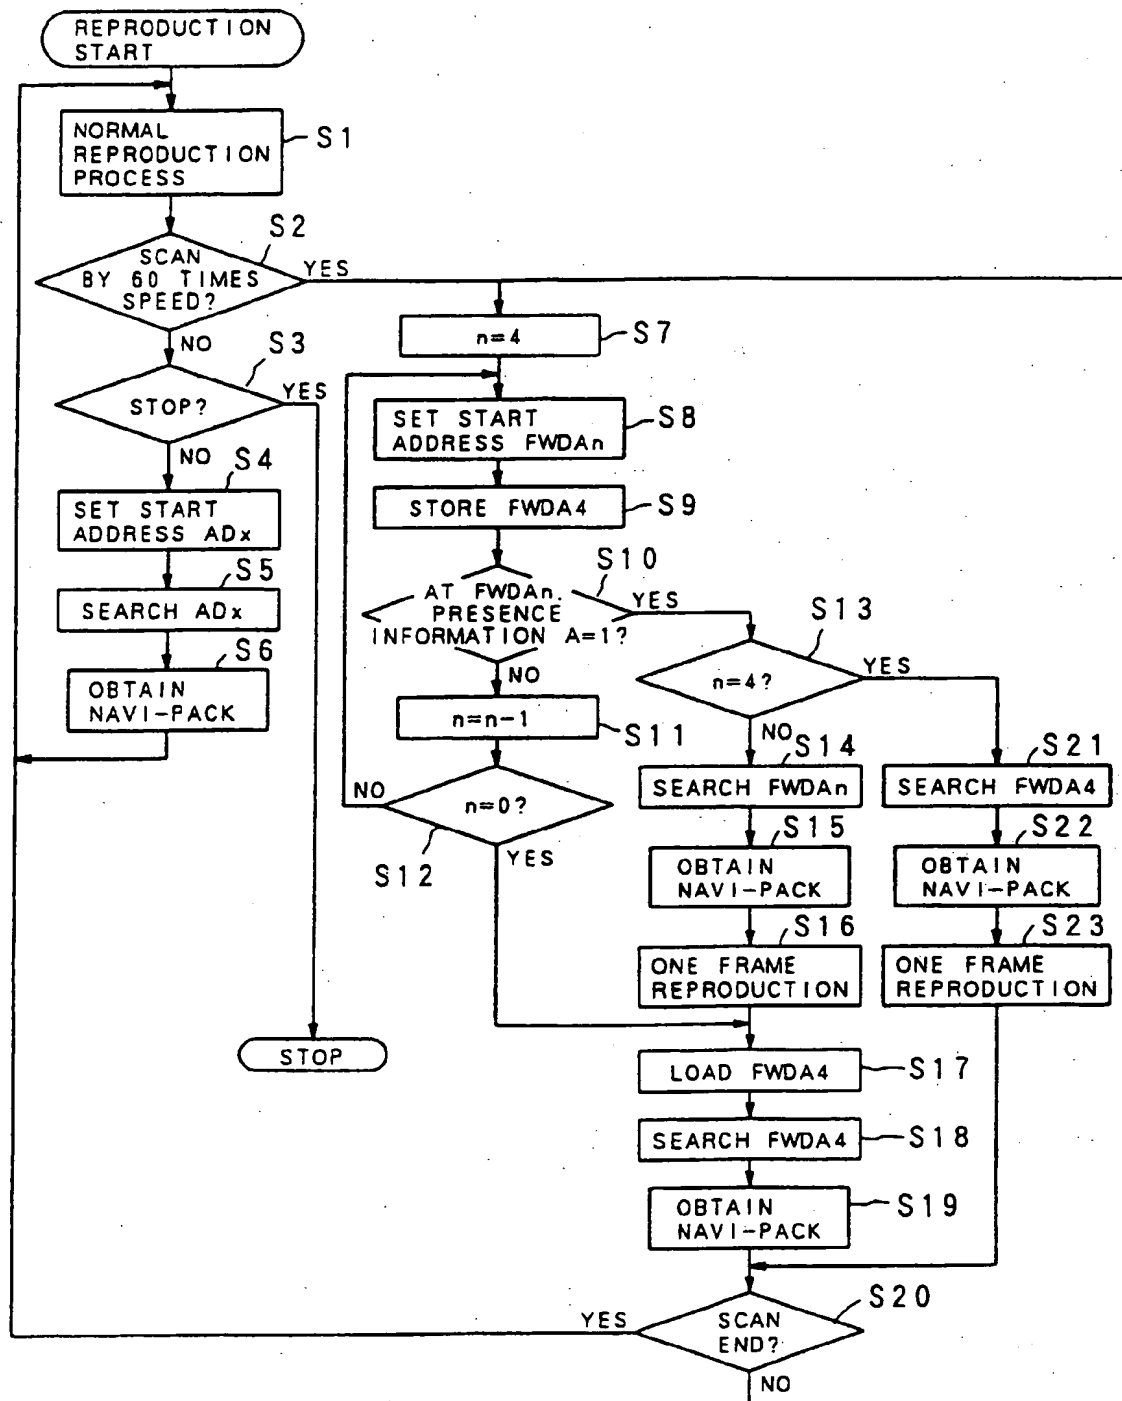 REPRODUCTION
START
NORMAL
REPRODUCTION
PROCESS
S1
SCAN
BY 60 TIMES
SPEED?
S2
YES
NO
STOP?
S3
YES
NO
SET START
ADDRESS ADx
S4
SEARCH ADx
S5
OBTAIN
NAVI-PACK
S6
STOP
n=4
S7
SET START
ADDRESS FWDAn
S8
STORE FWDA4
S9
AT FWDAn.
PRESENCE
INFORMATION A=1?
S10
YES
NO
n=n-1
S11
n=0?
S12
NO
YES
n=4?
S13
YES
NO
SEARCH FWDAn
S14
OBTAIN
NAVI-PACK
S15
ONE FRAME
REPRODUCTION
S16
LOAD FWDA4
S17
SEARCH FWDA4
S18
OBTAIN
NAVI-PACK
S19
SCAN
END?
S20
YES
NO
SEARCH FWDA4
S21
OBTAIN
NAVI-PACK
S22
ONE FRAME
REPRODUCTION
S23